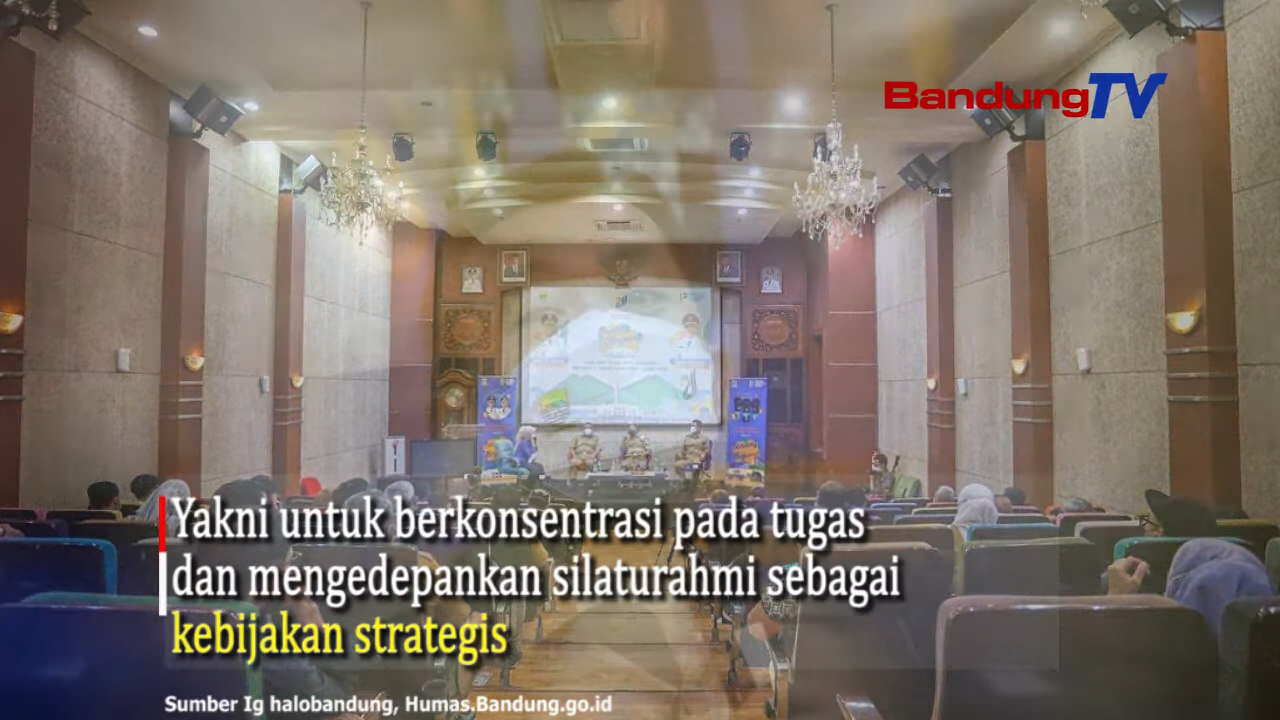 BandungTV
Yakni untuk berkonsentrasi pada tugas
dan mengedepankan silaturahmi sebagai
kebijakan strategis
Sumber Ig halobandung, Humas.Bandung.go.id